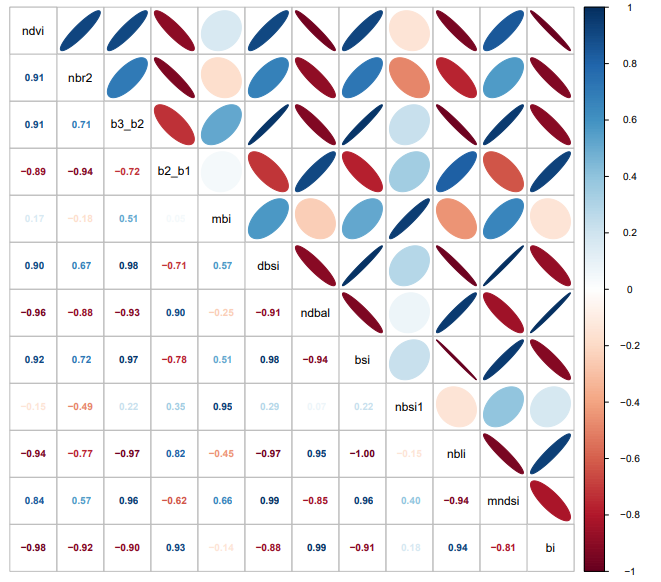 ndvi
0.91 nbr2
0.91 0.71 b3_b2
−0.89 −0.94 −0.72 b2_b1
0.17 −0.18 0.51 mbi
0.90 0.67 0.98 −0.71 0.57 dbsi
−0.96 −0.88 −0.93 0.90 −0.25 −0.91 ndbal
0.92 0.72 0.97 −0.78 0.51 0.98 −0.94 bsi
−0.15 −0.49 0.22 0.35 0.95 0.29 0.07 0.22 nbsi1
−0.94 −0.77 −0.97 0.82 −0.45 −0.97 0.95 −1.00 −0.15 nbli
0.84 0.57 0.96 −0.62 0.66 0.99 −0.85 0.96 0.40 −0.94 mndsi
−0.98 −0.92 −0.90 0.93 −0.14 −0.88 0.99 −0.91 0.18 0.94 −0.81 bi
1
0.8
0.6
0.4
0.2
0
−0.2
−0.4
−0.6
−0.8
−1